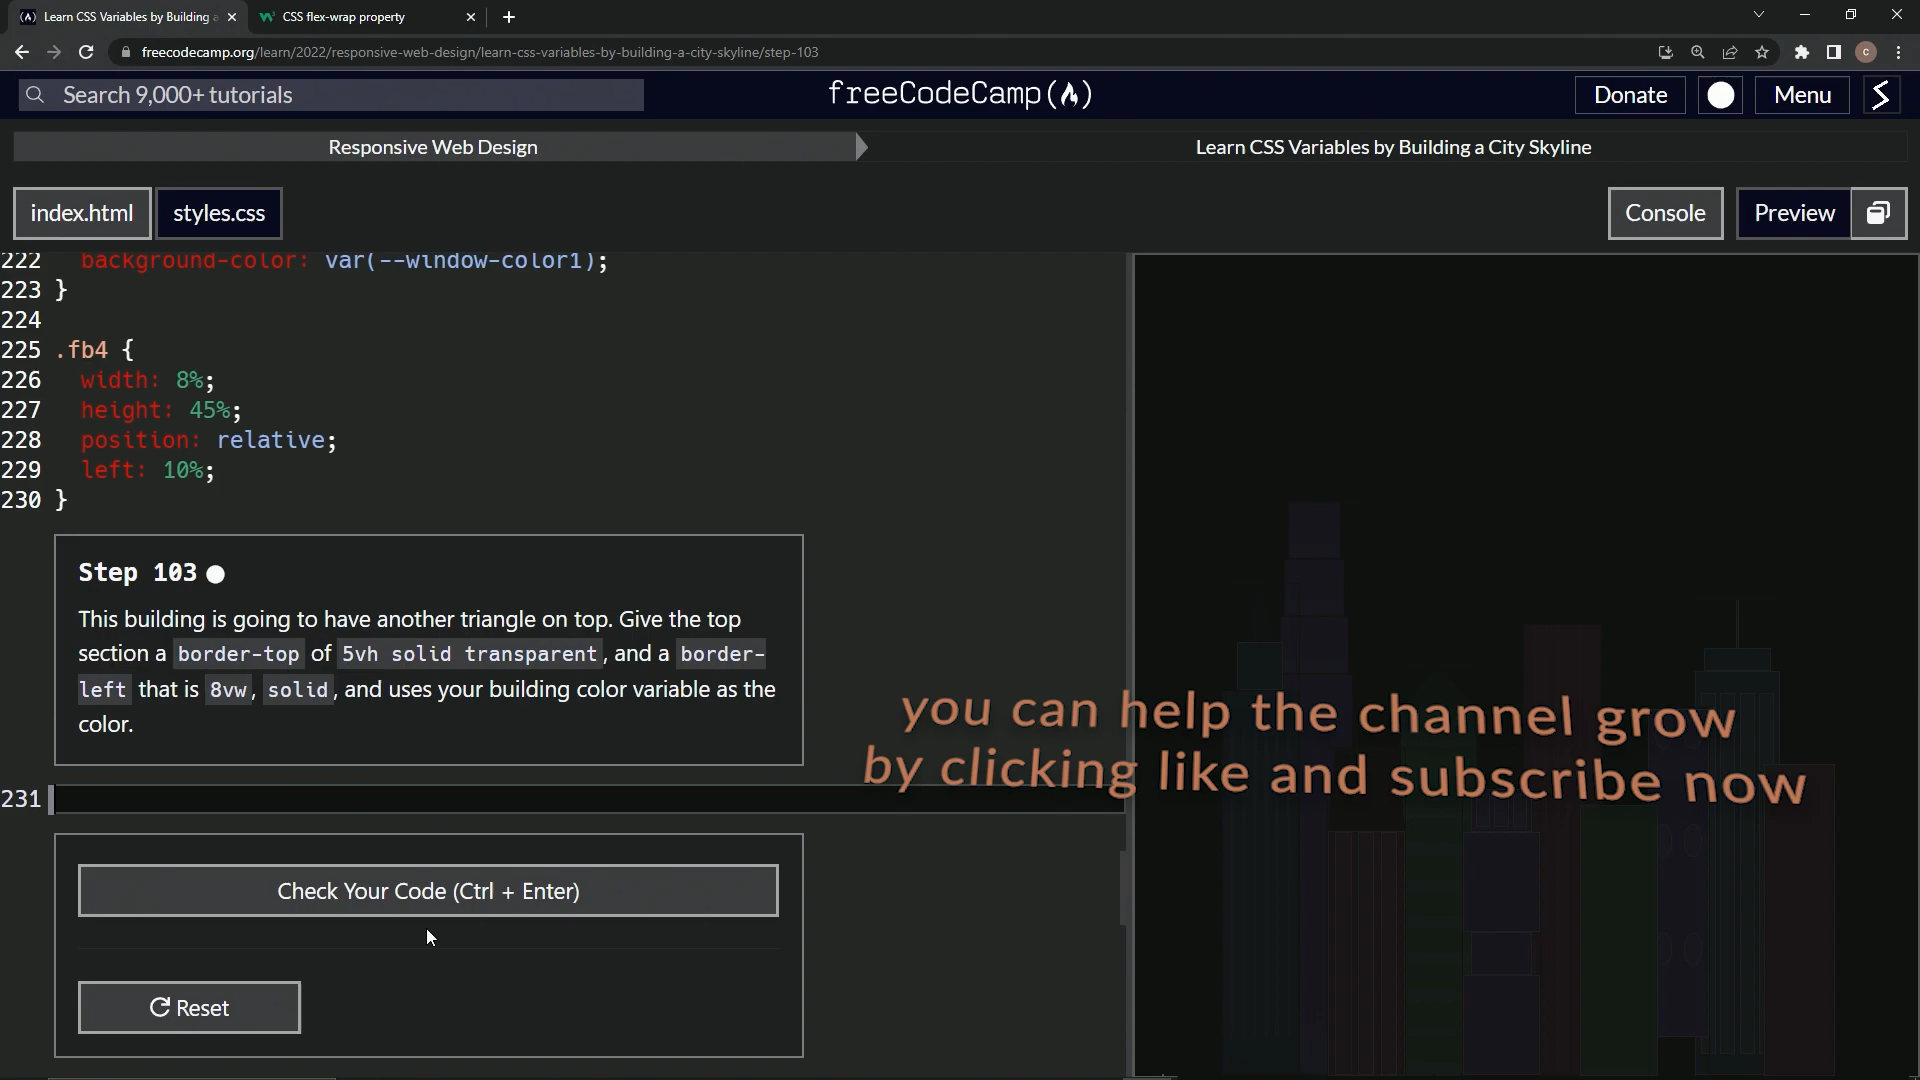 Learn CSS Variables by Building a
CSS flex-wrap property
freecodecamp.org/learn/2022/responsive-web-design/learn-css-variables-by-building-a-city-skyline/step-103
C
Search 9,000+ tutorials
freeCodeCamp
Donate
Menu
Responsive Web Design
Learn CSS Variables by Building a City Skyline
index.html
styles.css
Console
Preview
222 background-color: var(--window-color1);
223 }
224
225 .fb4 {
226 width: 8%;
227 height: 45%;
228 position: relative;
229 left: 10%;
230 }
Step 103
This building is going to have another triangle on top. Give the top
section a border-top of 5vh solid transparent, and a border-
left that is 8vw, solid, and uses your building color variable as the
color.
you can help the channel grow
by clicking like and subscribe now
231
Check Your Code (Ctrl + Enter)
Reset